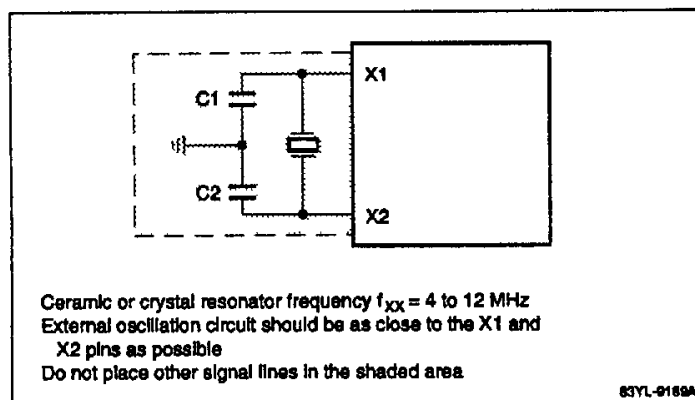 X1
C1
C2
X2
Ceramic or crystal resonator frequency fXX = 4 to 12 MHz
External oscillation circuit should be as close to the X1 and
X2 pins as possible
Do not place other signal lines in the shaded area
83YL-9169A